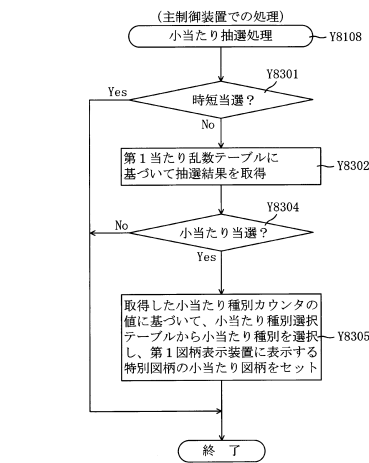 (主制御装置での処理)
小当たり抽選処理
Y8108
Y8301
時短当選？
Yes
No
第１当たり乱数テーブルに
基づいて抽選結果を取得
Y8302
Y8304
小当たり当選？
No
Yes
取得した小当たり種別カウンタの
値に基づいて、小当たり種別選択
テーブルから小当たり種別を選択
し、第１図柄表示装置に表示する
特別図柄の小当たり図柄をセット
Y8305
終 了